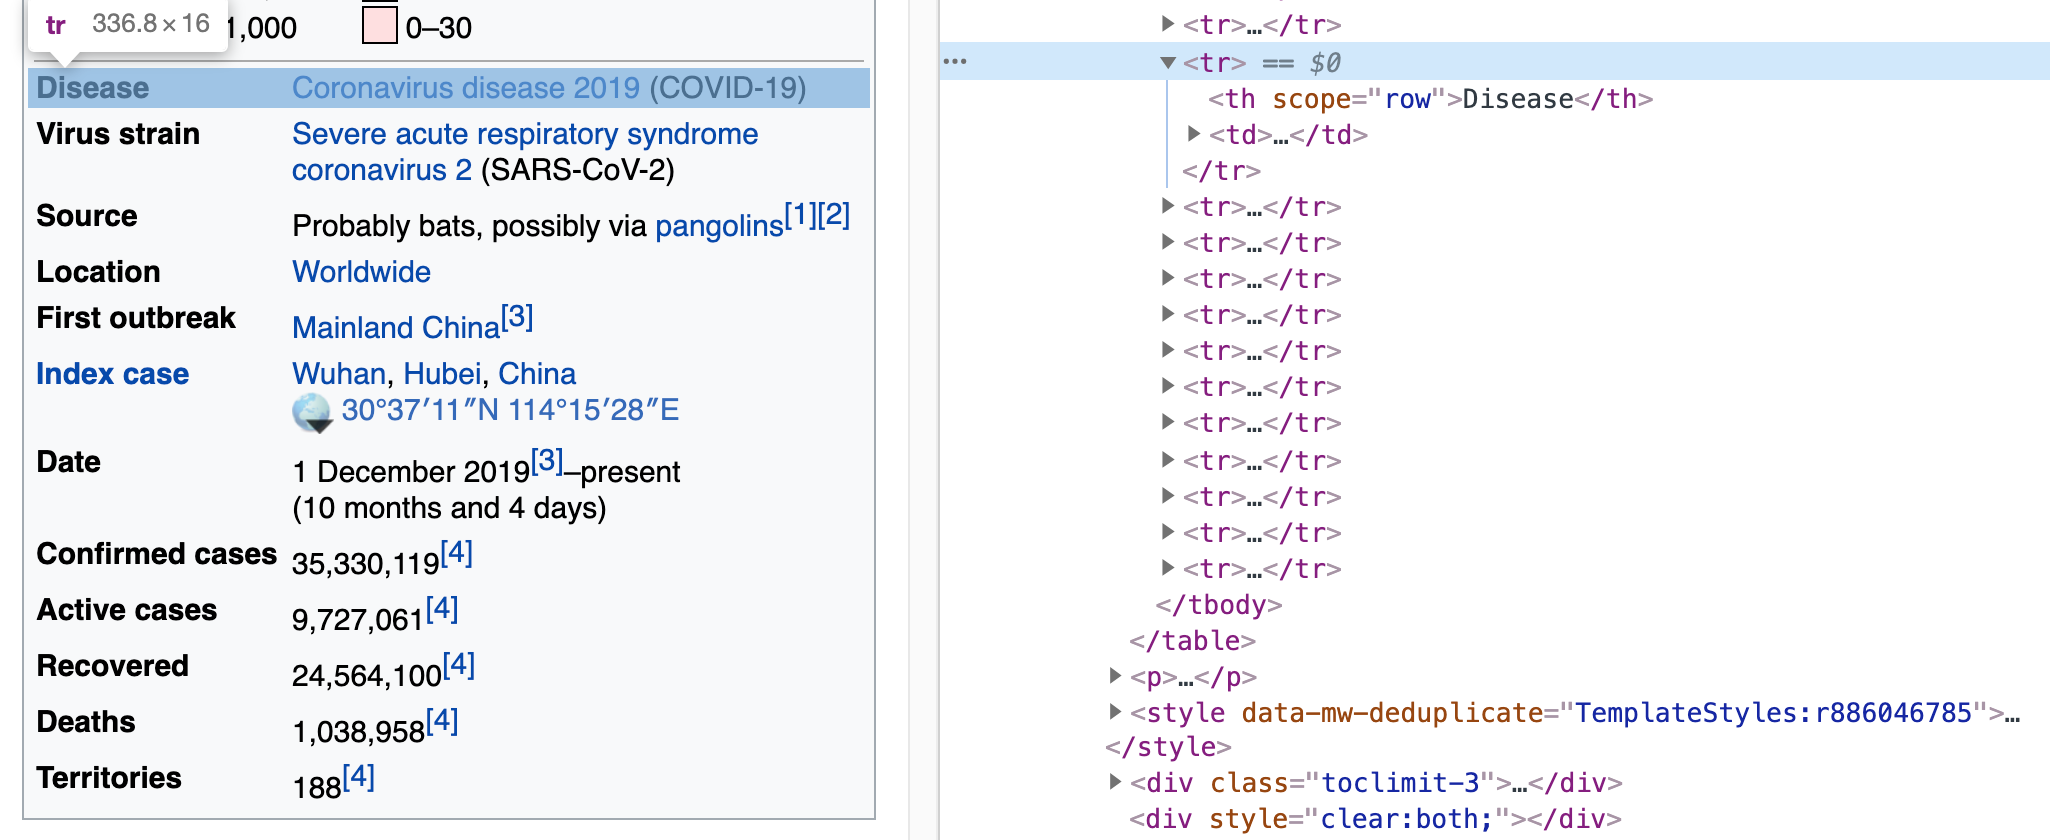 tr 336.8 × 16
1,000 0–30
Disease Coronavirus disease 2019 (COVID-19)
Virus strain Severe acute respiratory syndrome
coronavirus 2 (SARS-CoV-2)
Source Probably bats, possibly via pangolins[1][2]
Location Worldwide
First outbreak Mainland China[3]
Index case Wuhan, Hubei, China
30°37′11″N 114°15′28″E
Date 1 December 2019[3]–present
(10 months and 4 days)
Confirmed cases 35,330,119[4]
Active cases 9,727,061[4]
Recovered 24,564,100[4]
Deaths 1,038,958[4]
Territories 188[4]
<tr>…</tr>
… <tr> == $0
<th scope="row">Disease</th>
<td>…</td>
</tr>
<tr>…</tr>
<tr>…</tr>
<tr>…</tr>
<tr>…</tr>
<tr>…</tr>
<tr>…</tr>
<tr>…</tr>
<tr>…</tr>
<tr>…</tr>
<tr>…</tr>
<tr>…</tr>
</tbody>
</table>
<p>…</p>
<style data-mw-deduplicate="TemplateStyles:r886046785">…
</style>
<div class="toclimit-3">…</div>
<div style="clear:both;"></div>